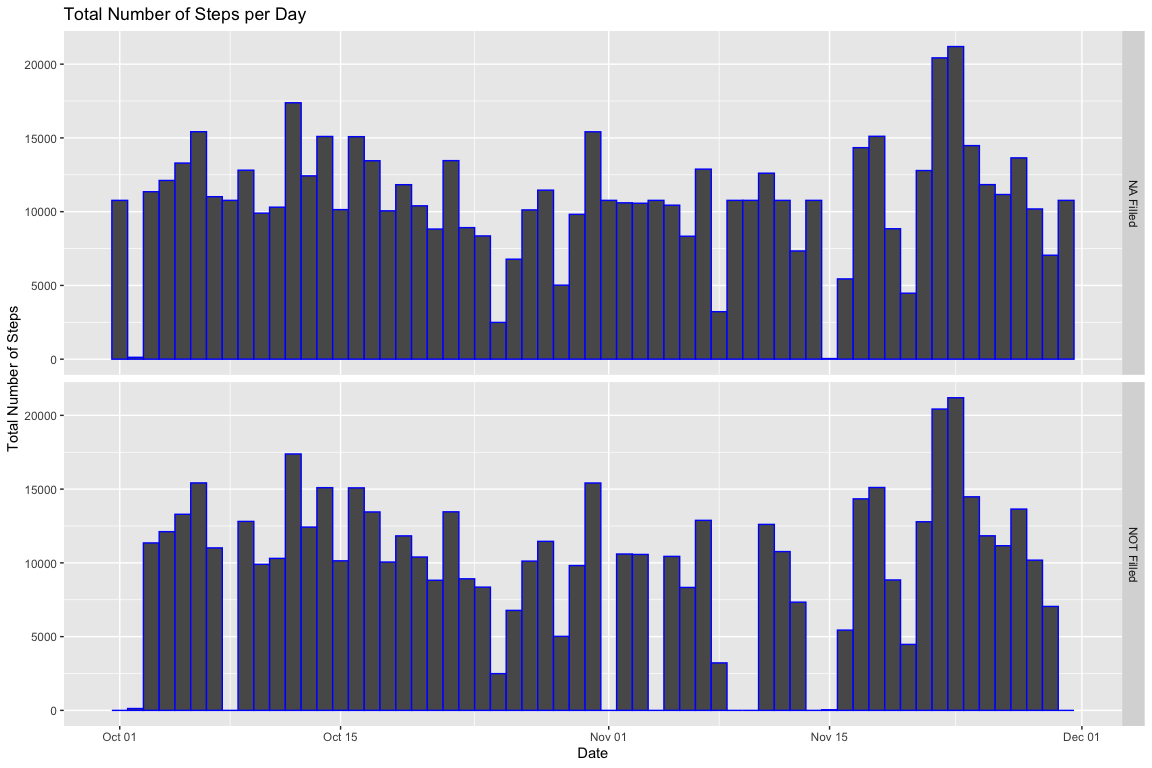 Total Number of Steps per Day
Total Number of Steps
20000
15000
10000
5000
0
NA Filled
20000
15000
10000
5000
0
NOT Filled
Oct 01
Oct 15
Nov 01
Nov 15
Dec 01
Date